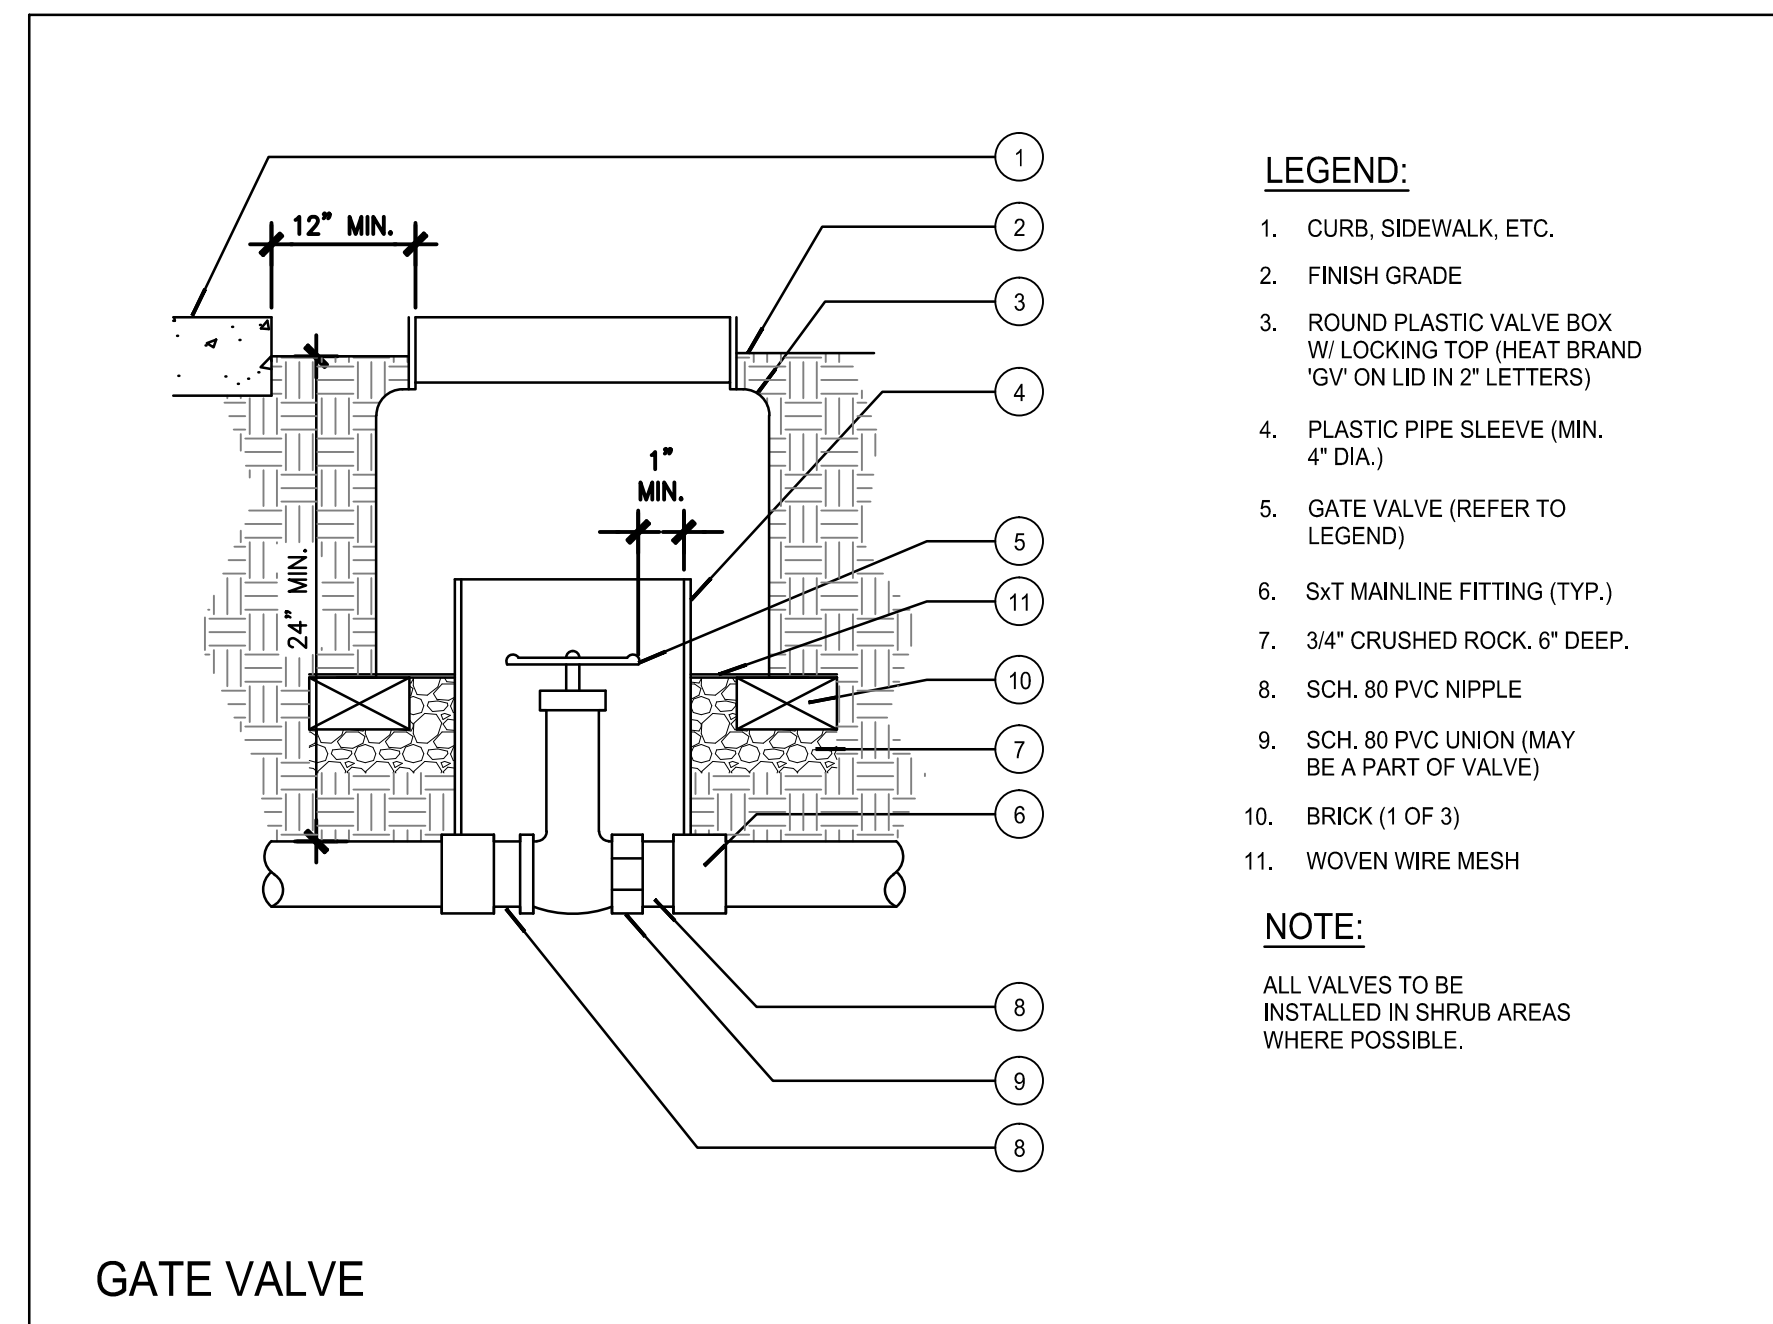 1
12” MIN.
2
3
4
1”
MIN.
5
24” MIN.
11
10
7
6
8
9
8
LEGEND:
1. CURB, SIDEWALK, ETC.
2. FINISH GRADE
3. ROUND PLASTIC VALVE BOX
W/ LOCKING TOP (HEAT BRAND
'GV' ON LID IN 2" LETTERS)
4. PLASTIC PIPE SLEEVE (MIN.
4" DIA.)
5. GATE VALVE (REFER TO
LEGEND)
6. SxT MAINLINE FITTING (TYP.)
7. 3/4" CRUSHED ROCK. 6" DEEP.
8. SCH. 80 PVC NIPPLE
9. SCH. 80 PVC UNION (MAY
BE A PART OF VALVE)
10. BRICK (1 OF 3)
11. WOVEN WIRE MESH
NOTE:
ALL VALVES TO BE
INSTALLED IN SHRUB AREAS
WHERE POSSIBLE.
GATE VALVE